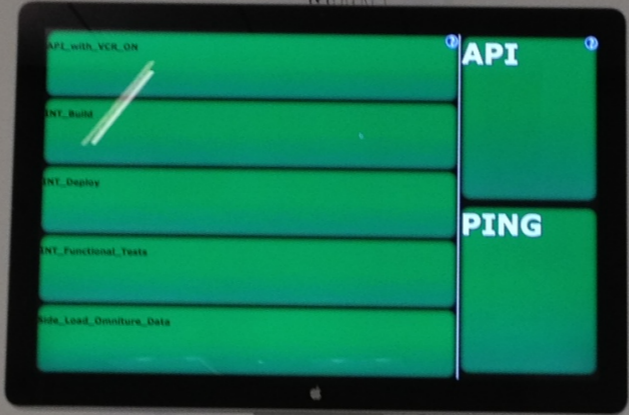 API_with_VCR_ON
INT_Build
INT_Deploy
INT_Functional_Tests
Side_Load_Omniture_Data
API
PING